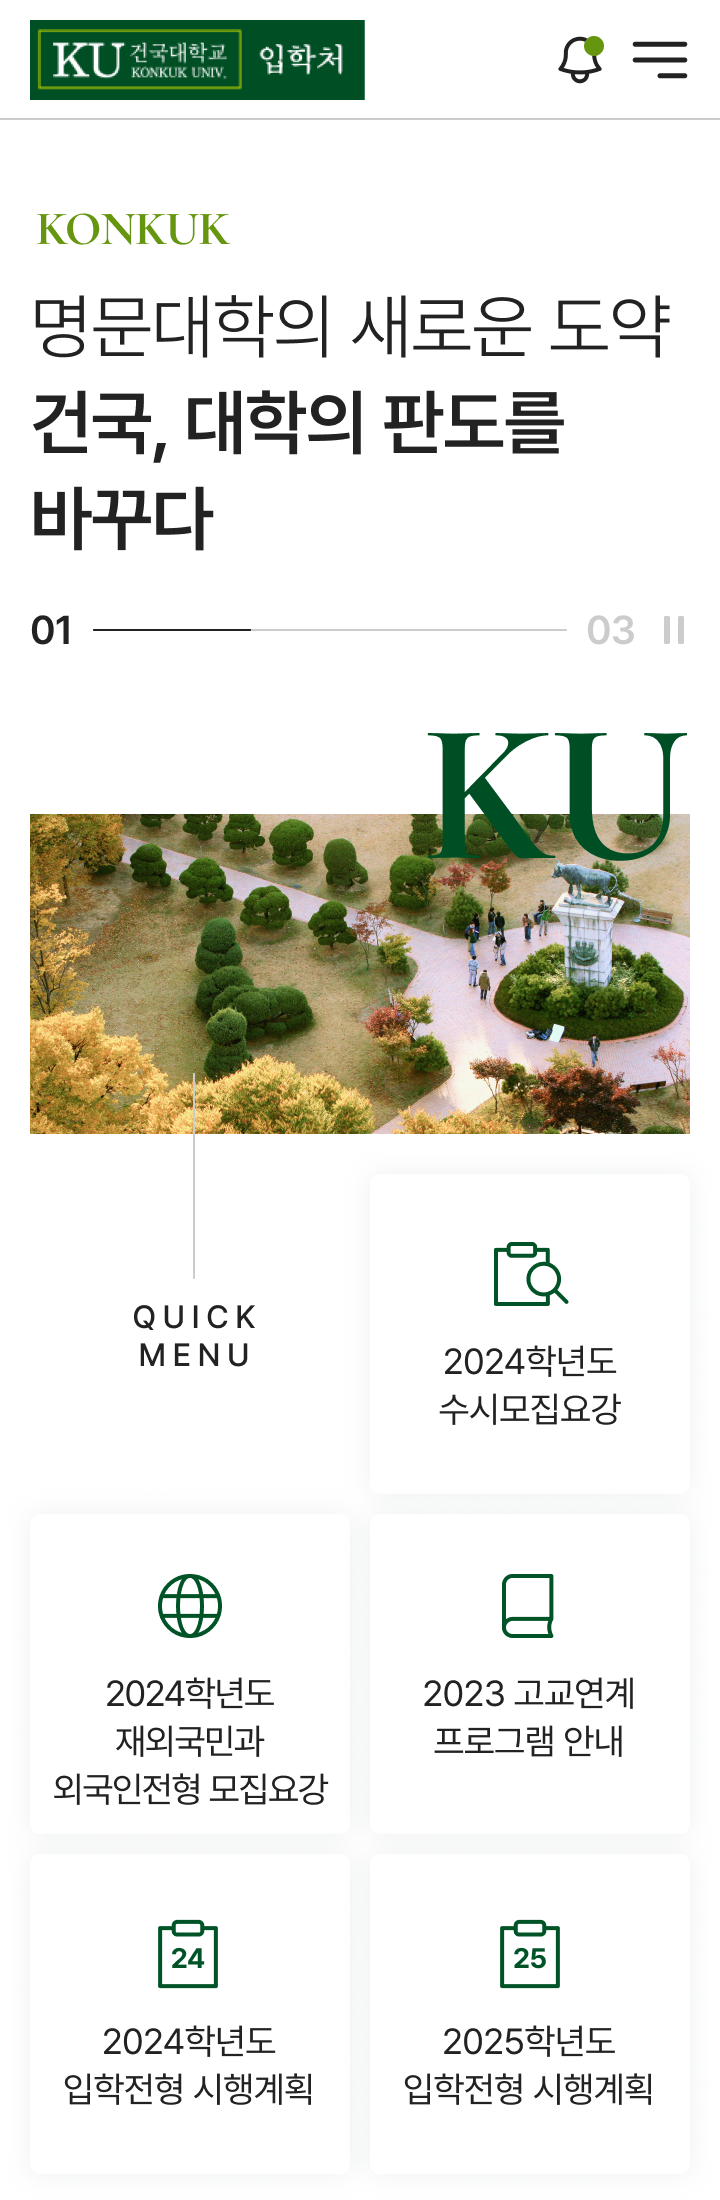 KU 건국대학교 입학처
KONKUK UNIV.
KONKUK
명문대학의 새로운 도약
건국, 대학의 판도를
바꾸다
01 03
KU
QUICK
MENU
2024학년도
수시모집요강
2024학년도
재외국민과
외국인전형 모집요강
2023 고교연계
프로그램 안내
24
2024학년도
입학전형 시행계획
25
2025학년도
입학전형 시행계획